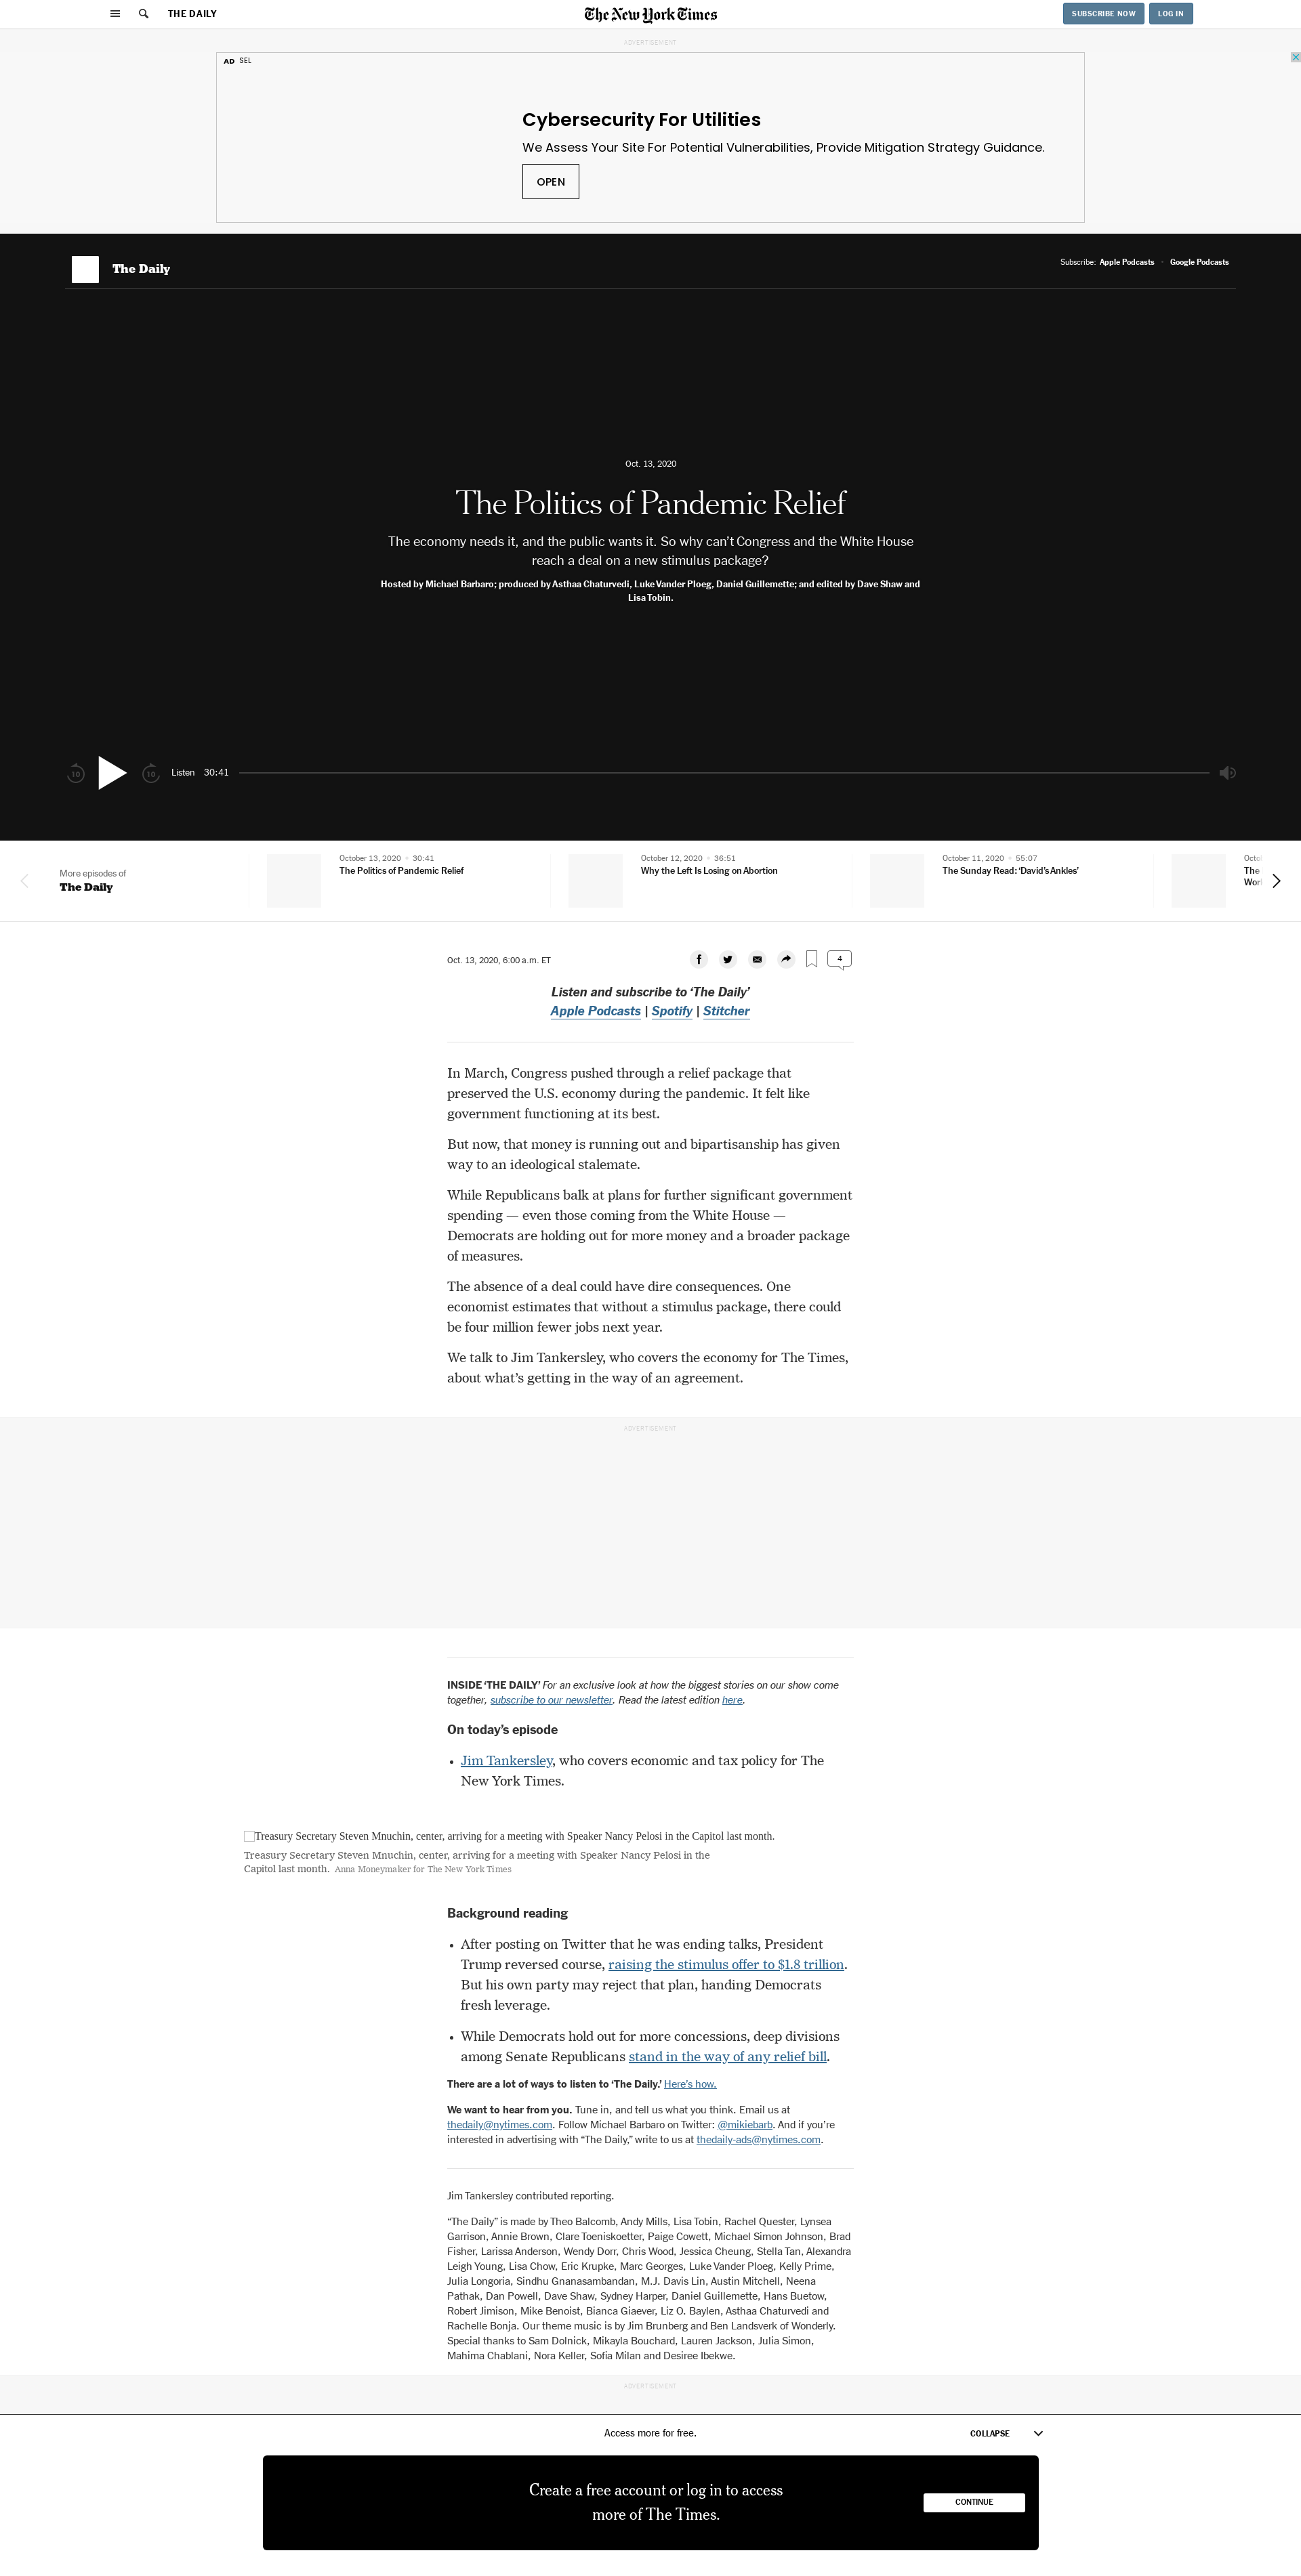 THE DAILY
The New York Times
SUBSCRIBE NOW
LOG IN
ADVERTISEMENT
AD SEL
Cybersecurity For Utilities
We Assess Your Site For Potential Vulnerabilities, Provide Mitigation Strategy Guidance.
OPEN
The Daily
Subscribe: Apple Podcasts • Google Podcasts
Oct. 13, 2020
The Politics of Pandemic Relief
The economy needs it, and the public wants it. So why can’t Congress and the White House
reach a deal on a new stimulus package?
Hosted by Michael Barbaro; produced by Asthaa Chaturvedi, Luke Vander Ploeg, Daniel Guillemette; and edited by Dave Shaw and
Lisa Tobin.
10
10
Listen 30:41
More episodes of
The Daily
October 13, 2020 • 30:41
The Politics of Pandemic Relief
October 12, 2020 • 36:51
Why the Left Is Losing on Abortion
October 11, 2020 • 55:07
The Sunday Read: ‘David’s Ankles’
The
Oct. 13, 2020, 6:00 a.m. ET
4
Listen and subscribe to ‘The Daily’
Apple Podcasts | Spotify | Stitcher
In March, Congress pushed through a relief package that
preserved the U.S. economy during the pandemic. It felt like
government functioning at its best.
But now, that money is running out and bipartisanship has given
way to an ideological stalemate.
While Republicans balk at plans for further significant government
spending — even those coming from the White House —
Democrats are holding out for more money and a broader package
of measures.
The absence of a deal could have dire consequences. One
economist estimates that without a stimulus package, there could
be four million fewer jobs next year.
We talk to Jim Tankersley, who covers the economy for The Times,
about what’s getting in the way of an agreement.
ADVERTISEMENT
INSIDE ‘THE DAILY’ For an exclusive look at how the biggest stories on our show come
together, subscribe to our newsletter. Read the latest edition here.
On today’s episode
• Jim Tankersley, who covers economic and tax policy for The
New York Times.
Treasury Secretary Steven Mnuchin, center, arriving for a meeting with Speaker Nancy Pelosi in the Capitol last month.
Treasury Secretary Steven Mnuchin, center, arriving for a meeting with Speaker Nancy Pelosi in the
Capitol last month. Anna Moneymaker for The New York Times
Background reading
• After posting on Twitter that he was ending talks, President
Trump reversed course, raising the stimulus offer to $1.8 trillion.
But his own party may reject that plan, handing Democrats
fresh leverage.
• While Democrats hold out for more concessions, deep divisions
among Senate Republicans stand in the way of any relief bill.
There are a lot of ways to listen to ‘The Daily.’ Here’s how.
We want to hear from you. Tune in, and tell us what you think. Email us at
thedaily@nytimes.com. Follow Michael Barbaro on Twitter: @mikiebarb. And if you’re
interested in advertising with “The Daily,” write to us at thedaily-ads@nytimes.com.
Jim Tankersley contributed reporting.
“The Daily” is made by Theo Balcomb, Andy Mills, Lisa Tobin, Rachel Quester, Lynsea
Garrison, Annie Brown, Clare Toeniskoetter, Paige Cowett, Michael Simon Johnson, Brad
Fisher, Larissa Anderson, Wendy Dorr, Chris Wood, Jessica Cheung, Stella Tan, Alexandra
Leigh Young, Lisa Chow, Eric Krupke, Marc Georges, Luke Vander Ploeg, Kelly Prime,
Julia Longoria, Sindhu Gnanasambandan, M.J. Davis Lin, Austin Mitchell, Neena
Pathak, Dan Powell, Dave Shaw, Sydney Harper, Daniel Guillemette, Hans Buetow,
Robert Jimison, Mike Benoist, Bianca Giaever, Liz O. Baylen, Asthaa Chaturvedi and
Rachelle Bonja. Our theme music is by Jim Brunberg and Ben Landsverk of Wonderly.
Special thanks to Sam Dolnick, Mikayla Bouchard, Lauren Jackson, Julia Simon,
Mahima Chablani, Nora Keller, Sofia Milan and Desiree Ibekwe.
ADVERTISEMENT
Access more for free.
COLLAPSE
Create a free account or log in to access
more of The Times.
CONTINUE